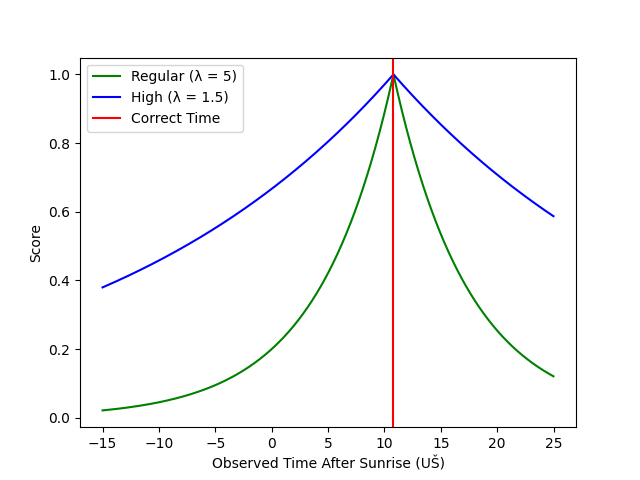 Regular (λ = 5)
High (λ = 1.5)
Correct Time
1.0
0.8
0.6
0.4
0.2
0.0
Score
−15 −10 −5 0 5 10 15 20 25
Observed Time After Sunrise (UŠ)